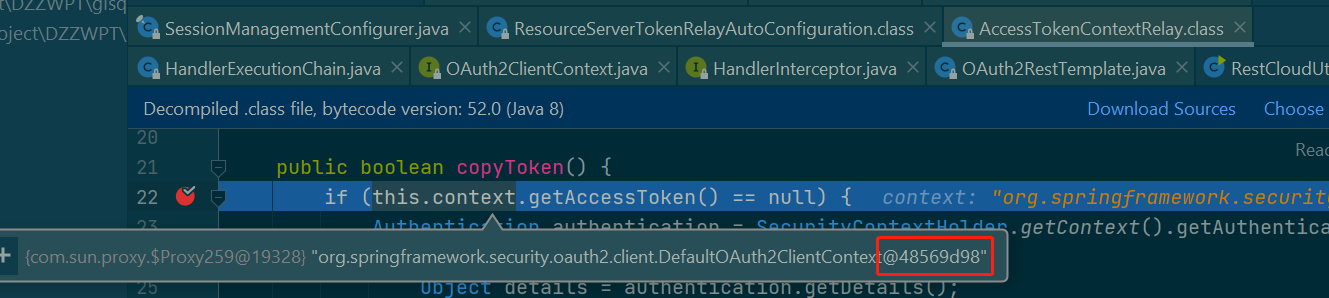 t\DZZWPT\glsq
SessionManagementConfigurer.java ResourceServerTokenRelayAutoConfiguration.class AccessTokenContextRelay.class
oject\DZZWPT\
HandlerExecutionChain.java OAuth2ClientContext.java HandlerInterceptor.java OAuth2RestTemplate.java RestCloudUt
Decompiled .class file, bytecode version: 52.0 (Java 8) Download Sources Choose
20
Read
21 public boolean copyToken() {
22 if (this.context.getAccessToken() == null) { context: "org.springframework.securit
23 Authentication authentication = SecurityContextHolder.getContext().getAuthentica
{com.sun.proxy.$Proxy259@19328} "org.springframework.security.oauth2.client.DefaultOAuth2ClientContext@48569d98"
25 Object details = authentication.getDetails();